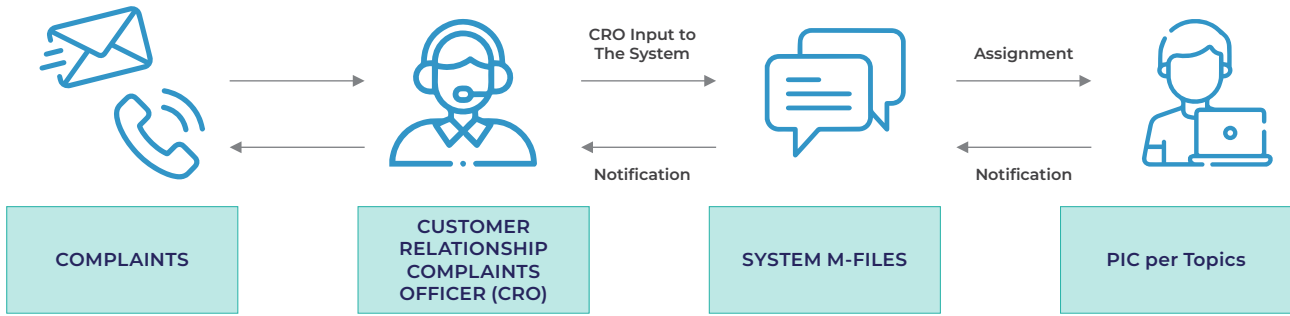 CRO Input to
The System
Assignment
Notification
Notification
COMPLAINTS
CUSTOMER
RELATIONSHIP
COMPLAINTS
OFFICER (CRO)
SYSTEM M-FILES
PIC per Topics